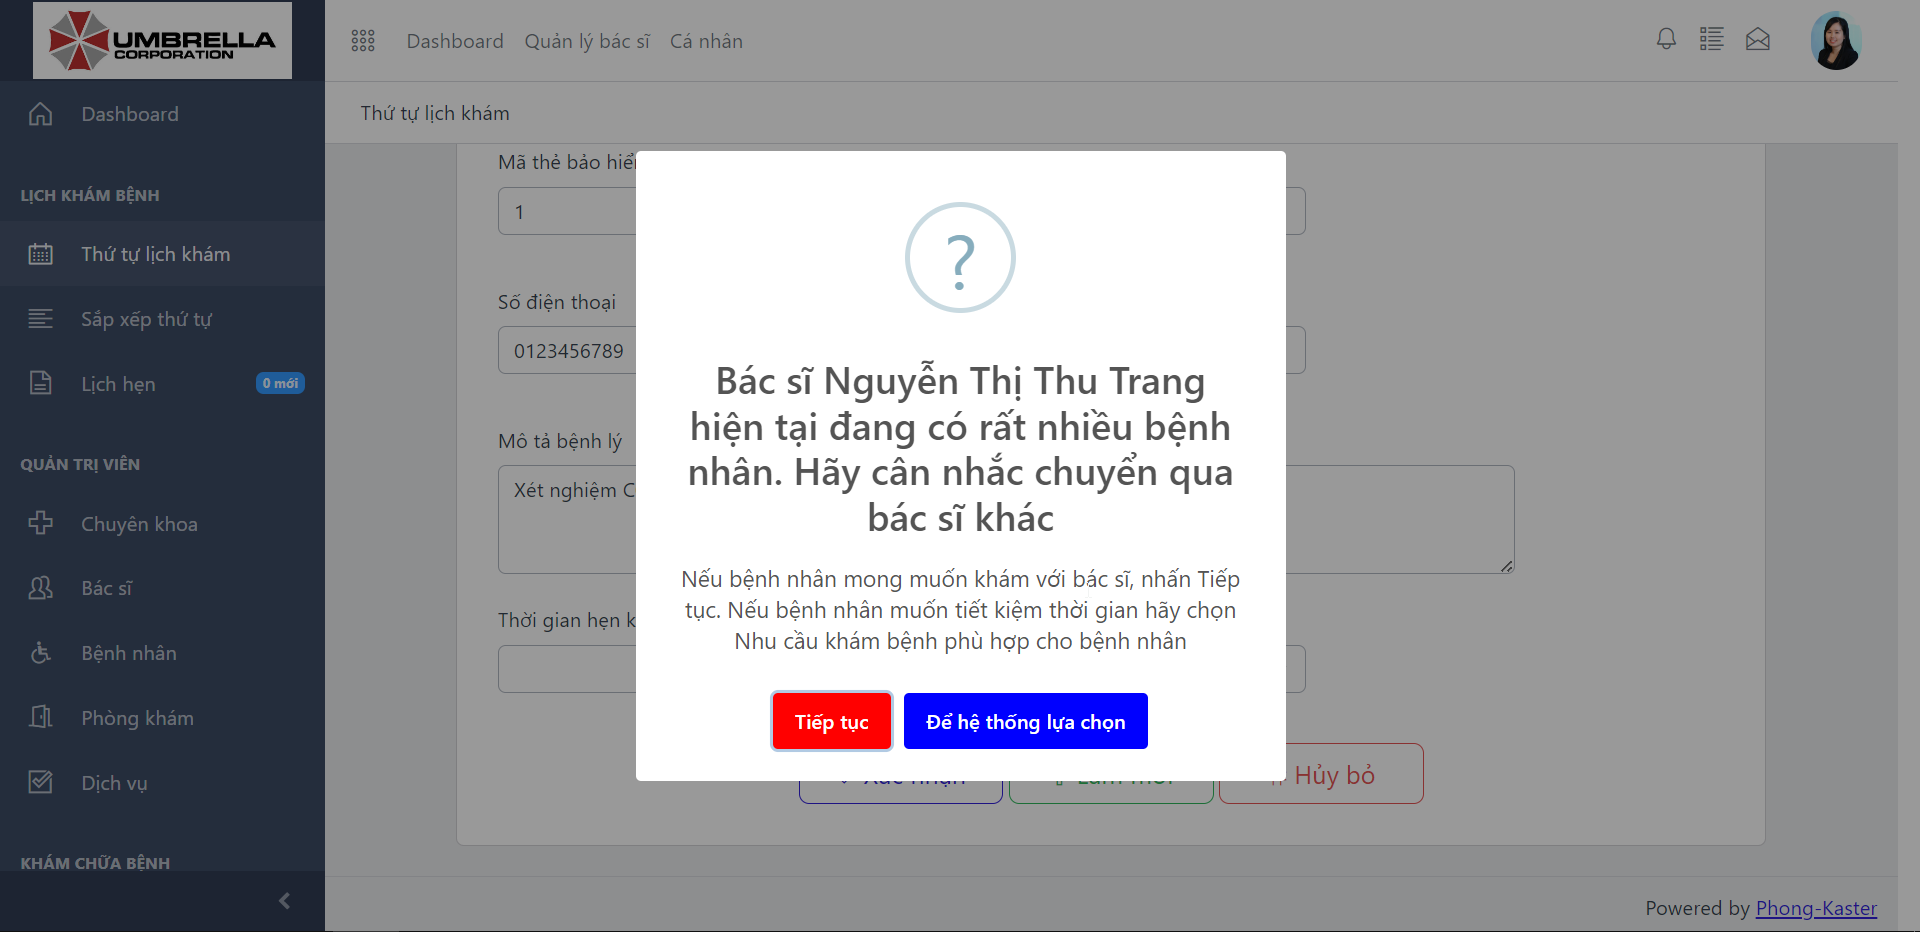 UMBRELLA
CORPORATION
Dashboard
Quản lý bác sĩ
Cá nhân
Dashboard
LỊCH KHÁM BỆNH
Thứ tự lịch khám
Sắp xếp thứ tự
Lịch hẹn
0 mới
QUẢN TRỊ VIÊN
Chuyên khoa
Bác sĩ
Bệnh nhân
Phòng khám
Dịch vụ
KHÁM CHỮA BỆNH
Thứ tự lịch khám
Mã thẻ bảo
1
Số điện thoại
0123456789
Mô tả bệnh lý
Xét nghiệm
Thời gian hẹn
?
Bác sĩ Nguyễn Thị Thu Trang
hiện tại đang có rất nhiều bệnh
nhân. Hãy cân nhắc chuyển qua
bác sĩ khác
Nếu bệnh nhân mong muốn khám với bác sĩ, nhấn Tiếp
tục. Nếu bệnh nhân muốn tiết kiệm thời gian hãy chọn
Nhu cầu khám bệnh phù hợp cho bệnh nhân
Tiếp tục
Để hệ thống lựa chọn
Hủy bỏ
Powered by Phong-Kaster